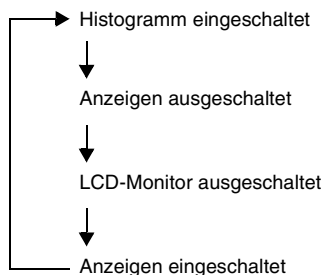 Histogramm eingeschaltet
Anzeigen ausgeschaltet
LCD-Monitor ausgeschaltet
Anzeigen eingeschaltet